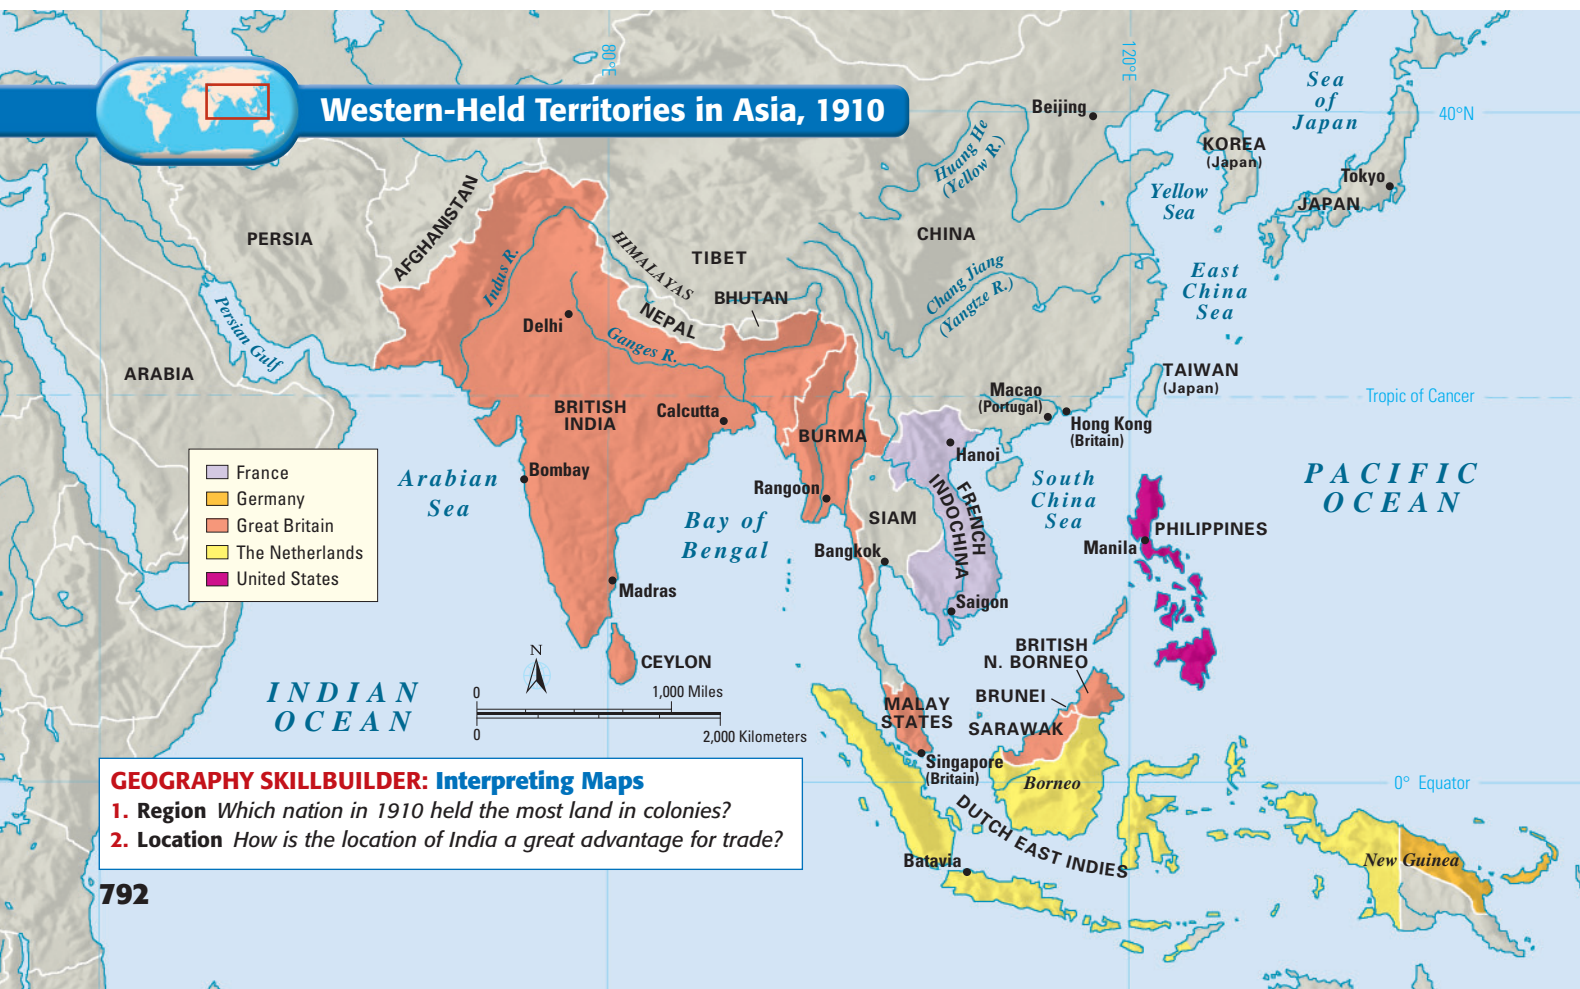 Western-Held Territories in Asia, 1910
80°E
120°E
40°N
Sea
of
Japan
Beijing
Huang He
(Yellow R.)
KOREA
(Japan)
Tokyo
JAPAN
Yellow
Sea
AFGHANISTAN
PERSIA
CHINA
TIBET
HIMALAYAS
Indus R.
Chang Jiang
(Yangtze R.)
East
China
Sea
BHUTAN
NEPAL
Persian Gulf
Delhi
Ganges R.
ARABIA
TAIWAN
(Japan)
Macao
(Portugal)
Tropic of Cancer
BRITISH
INDIA
Calcutta
Hong Kong
(Britain)
BURMA
Hanoi
Bombay
Arabian
Sea
France
Germany
Great Britain
The Netherlands
United States
Rangoon
Bay of
Bengal
SIAM
FRENCH
INDOCHINA
South
China
Sea
PACIFIC
OCEAN
PHILIPPINES
Manila
Bangkok
Madras
Saigon
N
CEYLON
BRITISH
N. BORNEO
INDIAN
OCEAN
0
1,000 Miles
0
2,000 Kilometers
BRUNEI
MALAY
STATES
SARAWAK
Singapore
(Britain)
Borneo
0° Equator
DUTCH EAST INDIES
Batavia
New Guinea
GEOGRAPHY SKILLBUILDER: Interpreting Maps
1. Region Which nation in 1910 held the most land in colonies?
2. Location How is the location of India a great advantage for trade?
792